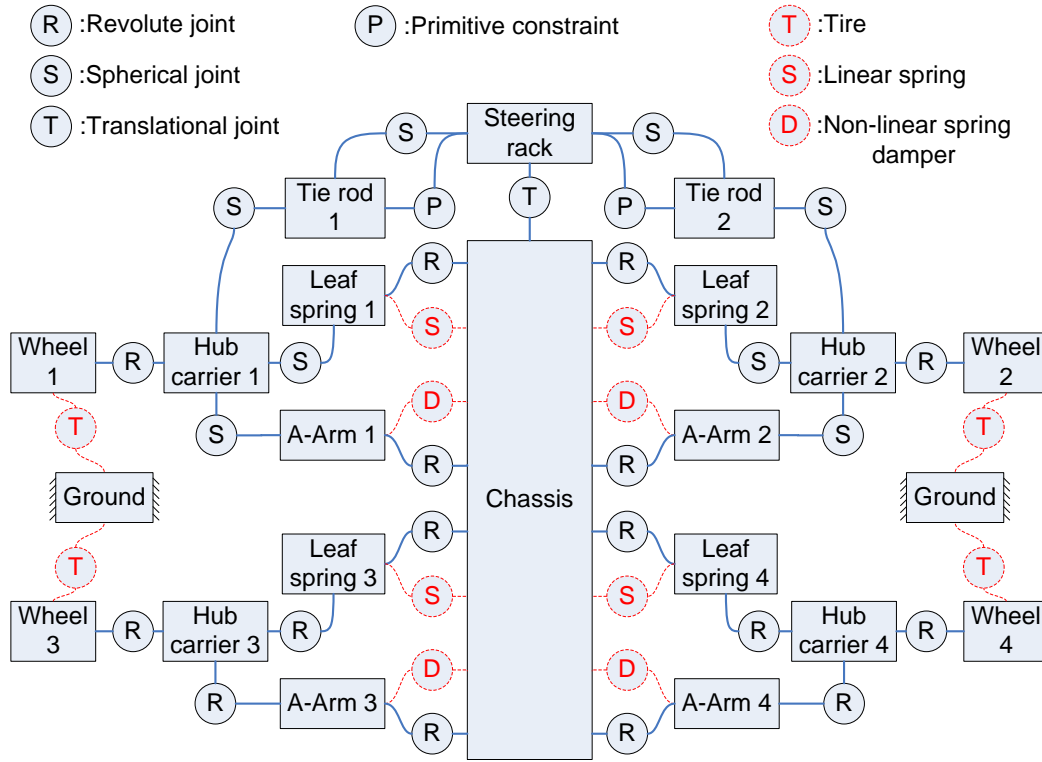 R :Revolute joint
P :Primitive constraint
T :Tire
S :Spherical joint
S :Linear spring
T :Translational joint
D :Non-linear spring
damper
Steering
rack
S
S
T
Tie rod
1
P
P
Tie rod
2
S
S
R
R
Leaf
spring 1
Leaf
spring 2
S
S
Wheel
1
R
Hub
carrier 1
S
S
Hub
carrier 2
R
Wheel
2
T
D
D
T
S
A-Arm 1
A-Arm 2
S
R
R
Ground
Chassis
Ground
R
R
T
Leaf
spring 3
Leaf
spring 4
T
S
S
Wheel
3
R
Hub
carrier 3
R
R
Hub
carrier 4
R
Wheel
4
D
D
R
A-Arm 3
A-Arm 4
R
R
R